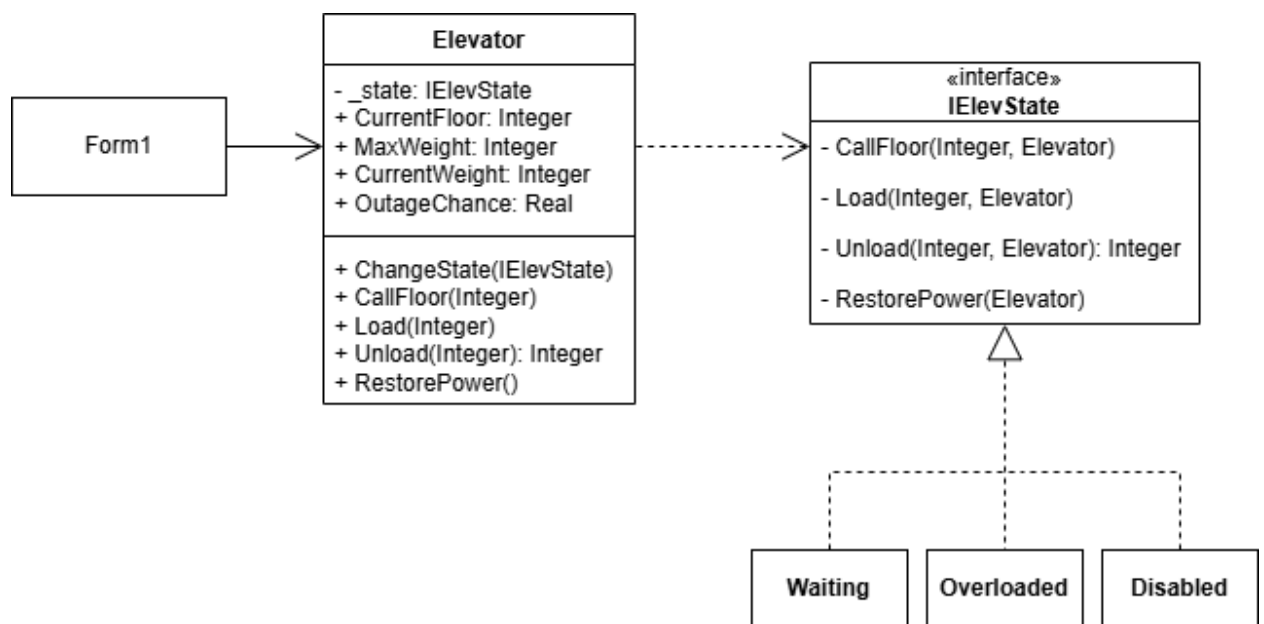 Form1
Elevator
- _state: IElevState
+ CurrentFloor: Integer
+ MaxWeight: Integer
+ CurrentWeight: Integer
+ OutageChance: Real
+ ChangeState(IElevState)
+ CallFloor(Integer)
+ Load(Integer)
+ Unload(Integer): Integer
+ RestorePower()
«interface»
IElevState
- CallFloor(Integer, Elevator)
- Load(Integer, Elevator)
- Unload(Integer, Elevator): Integer
- RestorePower(Elevator)
Waiting
Overloaded
Disabled